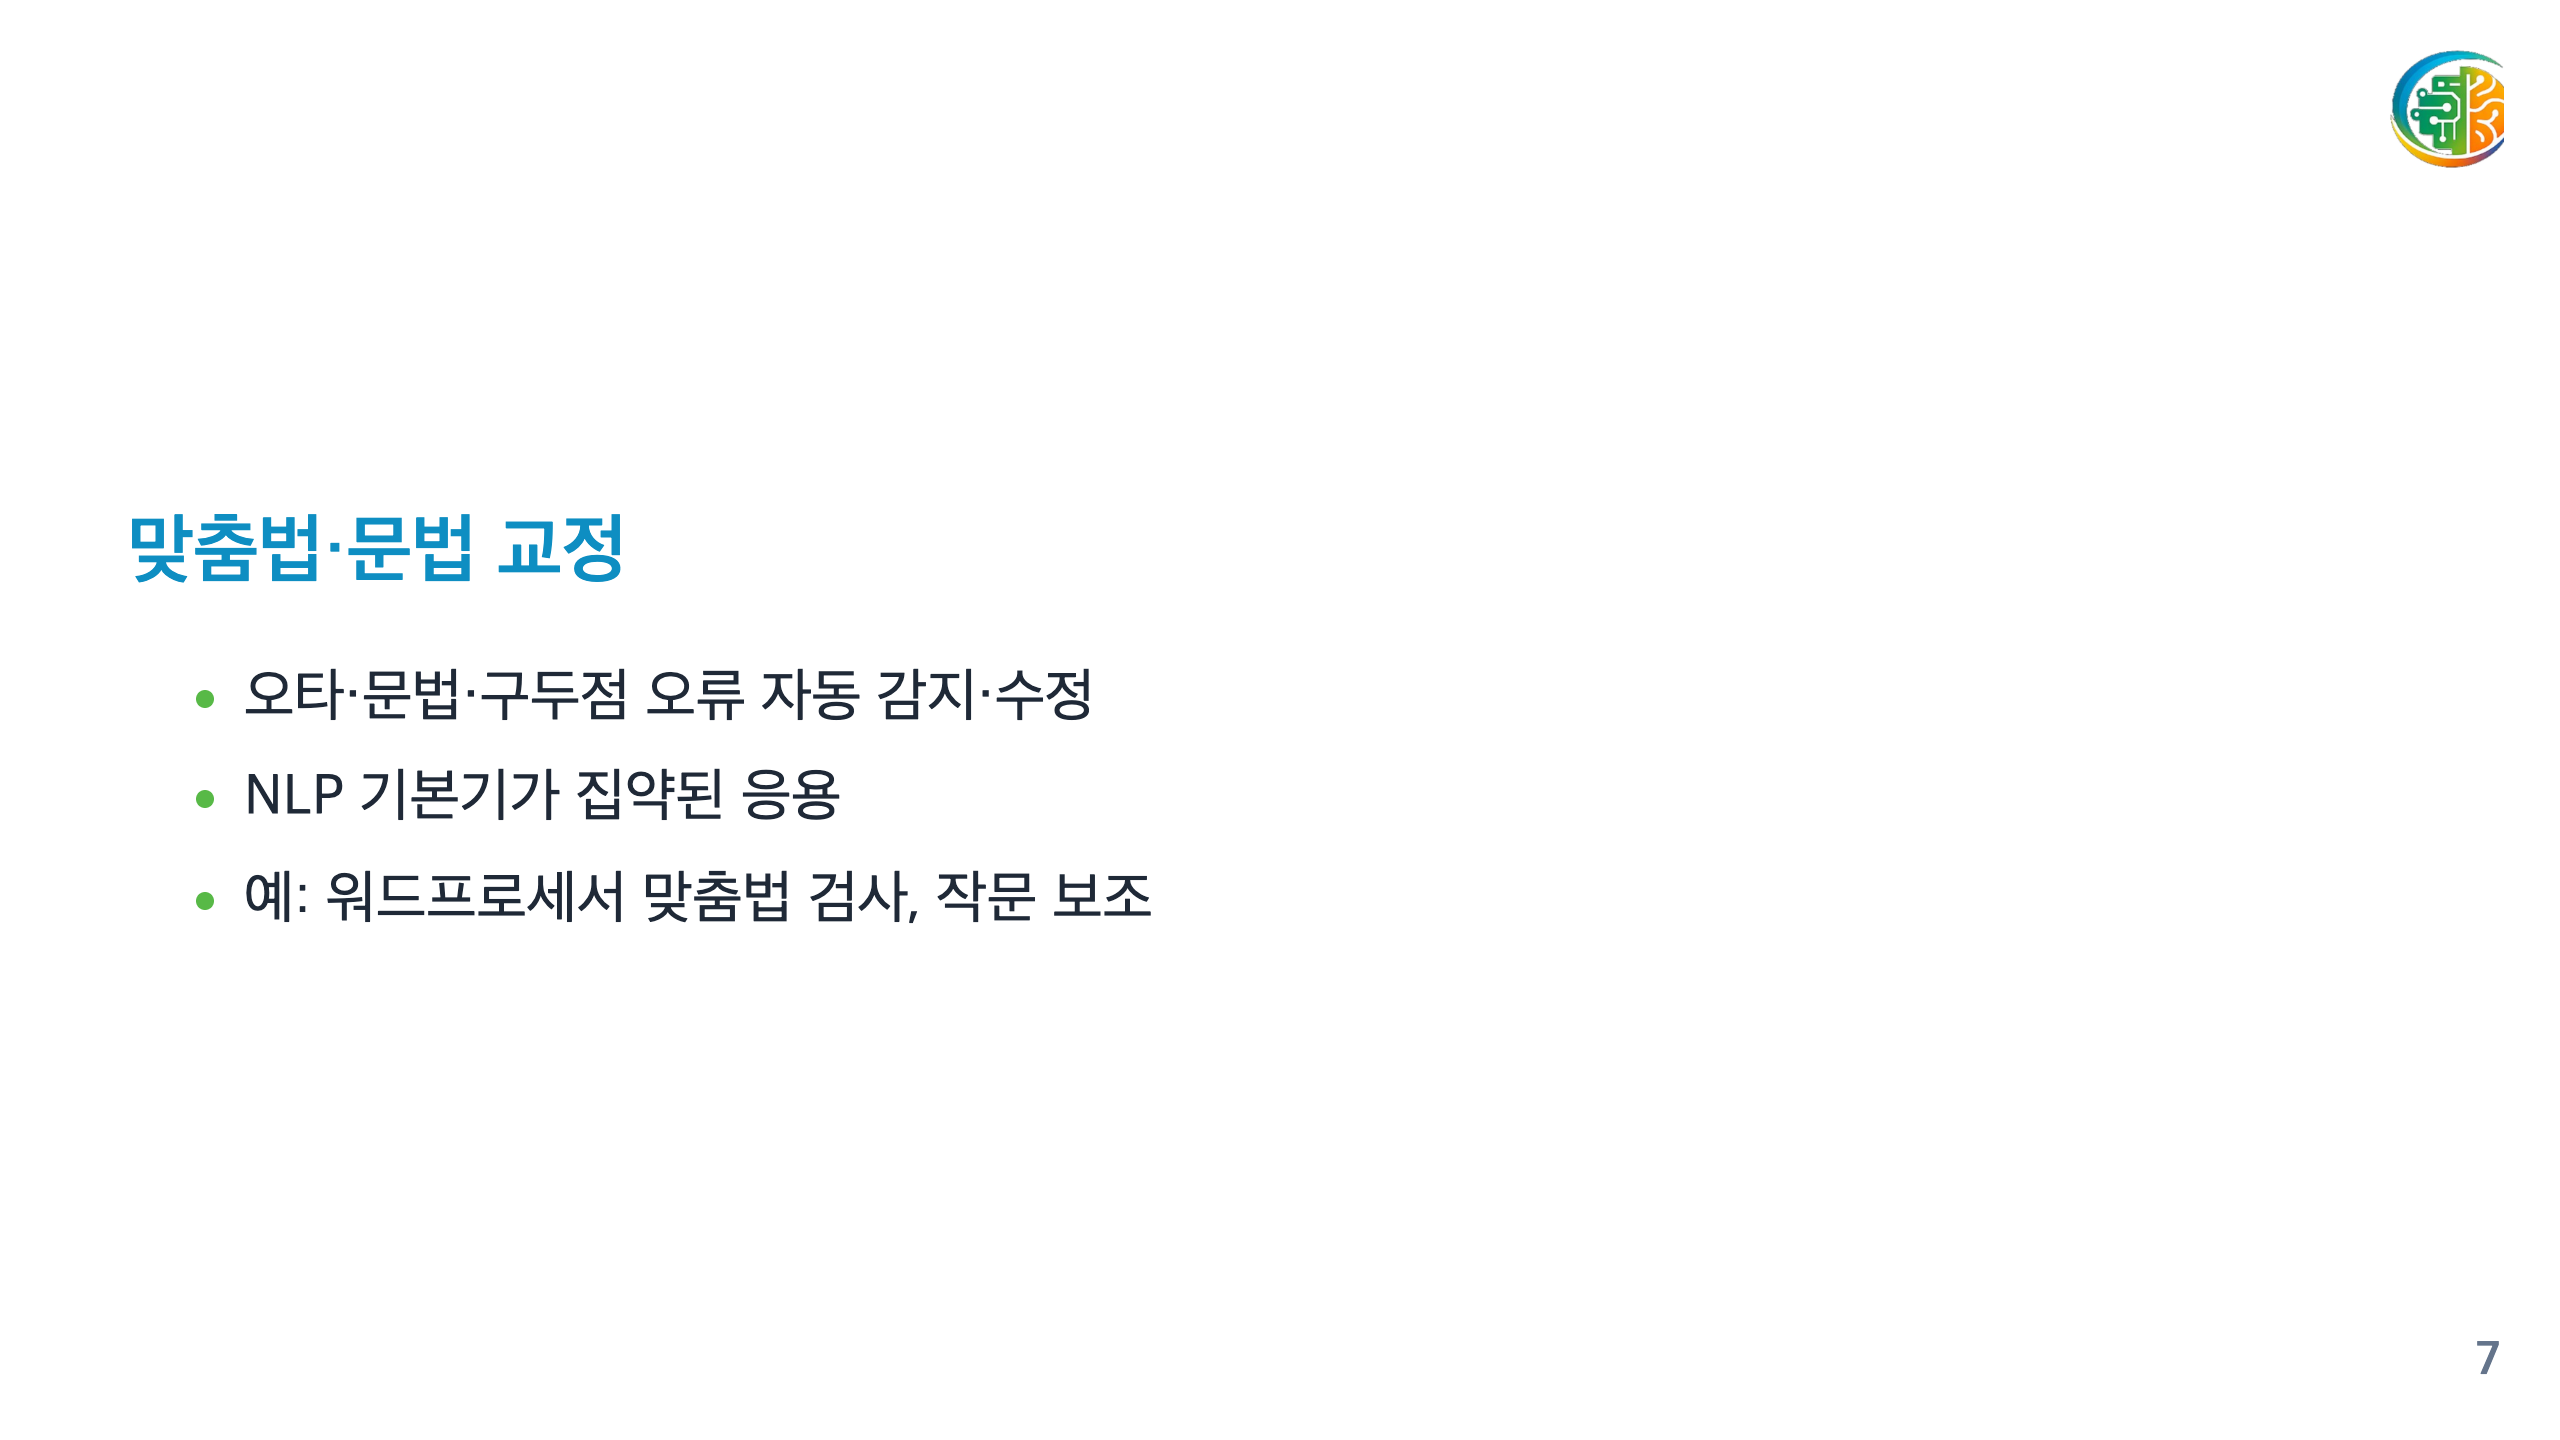 맞춤법·문법 교정
• 오타·문법·구두점 오류 자동 감지·수정
• NLP 기본기가 집약된 응용
• 예: 워드프로세서 맞춤법 검사, 작문 보조
7